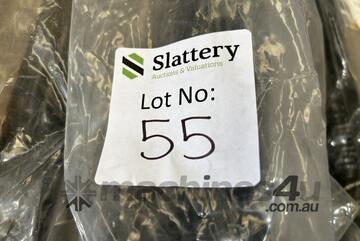 Slattery
Auctions & Valuations
Lot No:
55
machines4u
.com.au